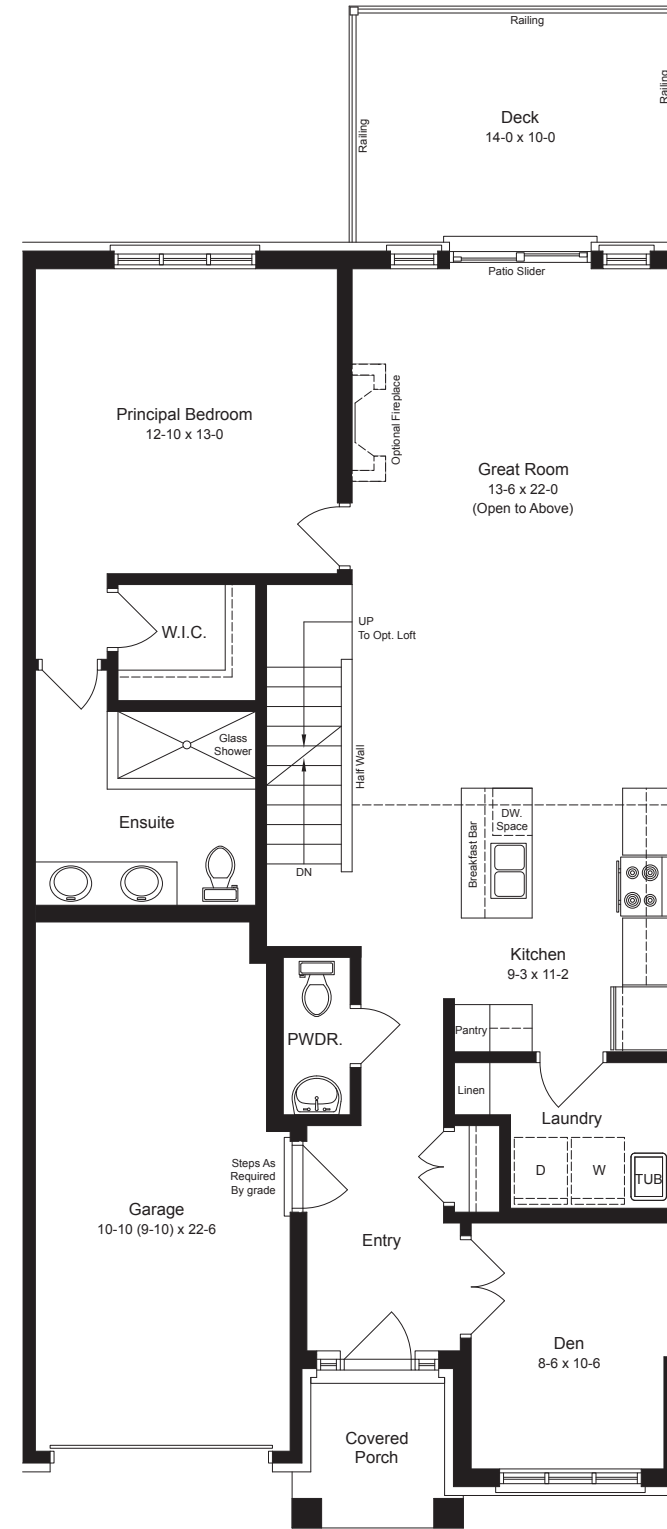 Railing
Railing
Railing
Deck
14-0 x 10-0
Patio Slider
Principal Bedroom
12-10 x 13-0
Optional Fireplace
Great Room
13-6 x 22-0
(Open to Above)
W.I.C.
UP
To Opt. Loft
Glass
Shower
Half Wall
Ensuite
DN
Breakfast Bar
DW.
Space
Kitchen
9-3 x 11-2
PWDR.
Pantry
Linen
Laundry
D
W
TUB
Steps As
Required
By grade
Garage
10-10 (9-10) x 22-6
Entry
Den
8-6 x 10-6
Covered
Porch